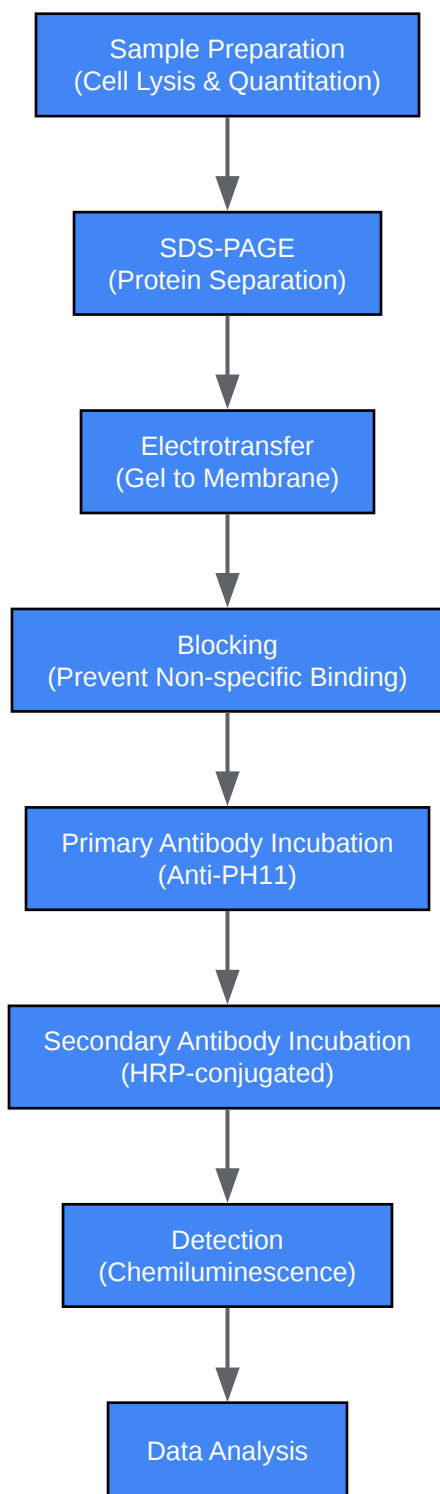 Sample Preparation
(Cell Lysis & Quantitation)
SDS-PAGE
(Protein Separation)
Electrotransfer
(Gel to Membrane)
Blocking
(Prevent Non-specific Binding)
Primary Antibody Incubation
(Anti-PH11)
Secondary Antibody Incubation
(HRP-conjugated)
Detection
(Chemiluminescence)
Data Analysis